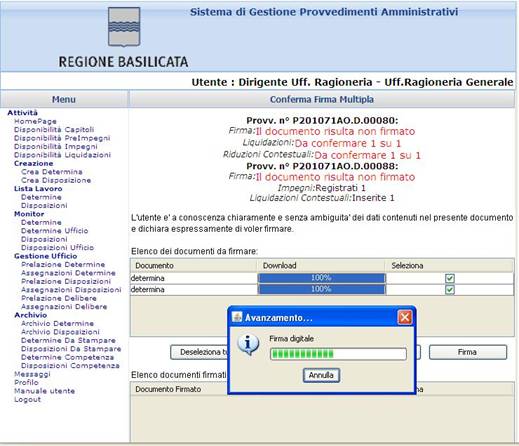 Sistema di Gestione Provvedimenti Amministrativi
REGIONE BASILICATA
Utente : Dirigente Uff. Ragioneria - Uff.Ragioneria Generale
Menu
Attività
HomePage
Disponibilità Capitoli
Disponibilità PreImpegni
Disponibilità Impegni
Disponibilità Liquidazioni
Creazione
Crea Determina
Crea Disposizione
Lista Lavoro
Determine
Disposizioni
Monitor
Determine
Determine Ufficio
Disposizioni
Disposizioni Ufficio
Gestione Ufficio
Prelazione Determine
Assegnazioni Determine
Prelazione Disposizioni
Assegnazioni Disposizioni
Prelazione Delibere
Assegnazioni Delibere
Archivio
Archivio Determine
Archivio Disposizioni
Determine Da Stampare
Disposizioni Da Stampare
Determine Competenza
Disposizioni Competenza
Messaggi
Profilo
Manuale utente
Logout
Conferma Firma Multipla
Provv. n° P201071AO.D.00080:
Firma:Il documento risulta non firmato
Liquidazioni:Da confermare 1 su 1
Riduzioni Contestuali:Da confermare 1 su 1
Provv. n° P201071AO.D.00088:
Firma:Il documento risulta non firmato
Impegni:Registrati 1
Liquidazioni Contestuali:Inserite 1
L'utente e' a conoscenza chiaramente e senza ambiguita' dei dati contenuti nel presente documento
e dichiara espressamente di voler firmare.
Elenco dei documenti da firmare:
Documento Download Seleziona
determina 100%
determina 100%
Avanzamento...
Firma digitale
Annulla
Deseleziona tu
Firma
Elenco documenti firmati
Documento Firmato